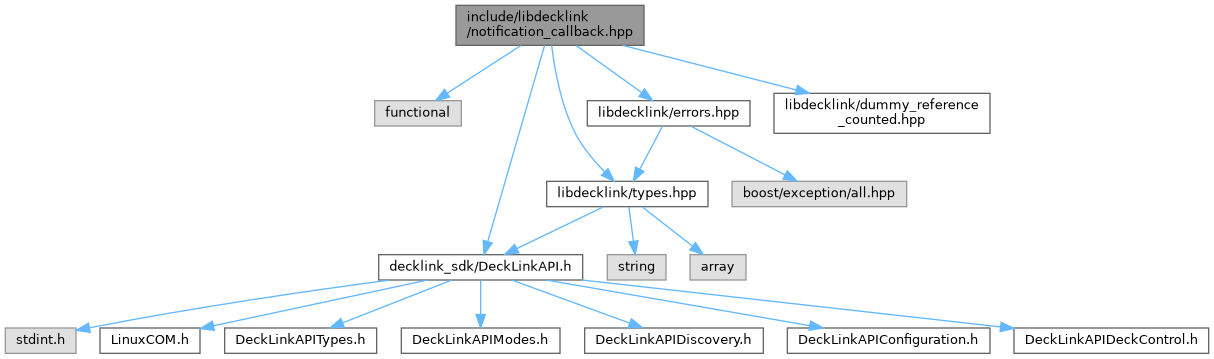 include/libdecklink
/notification_callback.hpp
functional
libdecklink/errors.hpp
libdecklink/dummy_reference
_counted.hpp
libdecklink/types.hpp
boost/exception/all.hpp
decklink_sdk/DeckLinkAPI.h
string
array
stdint.h
LinuxCOM.h
DeckLinkAPITypes.h
DeckLinkAPIModes.h
DeckLinkAPIDiscovery.h
DeckLinkAPIConfiguration.h
DeckLinkAPIDeckControl.h